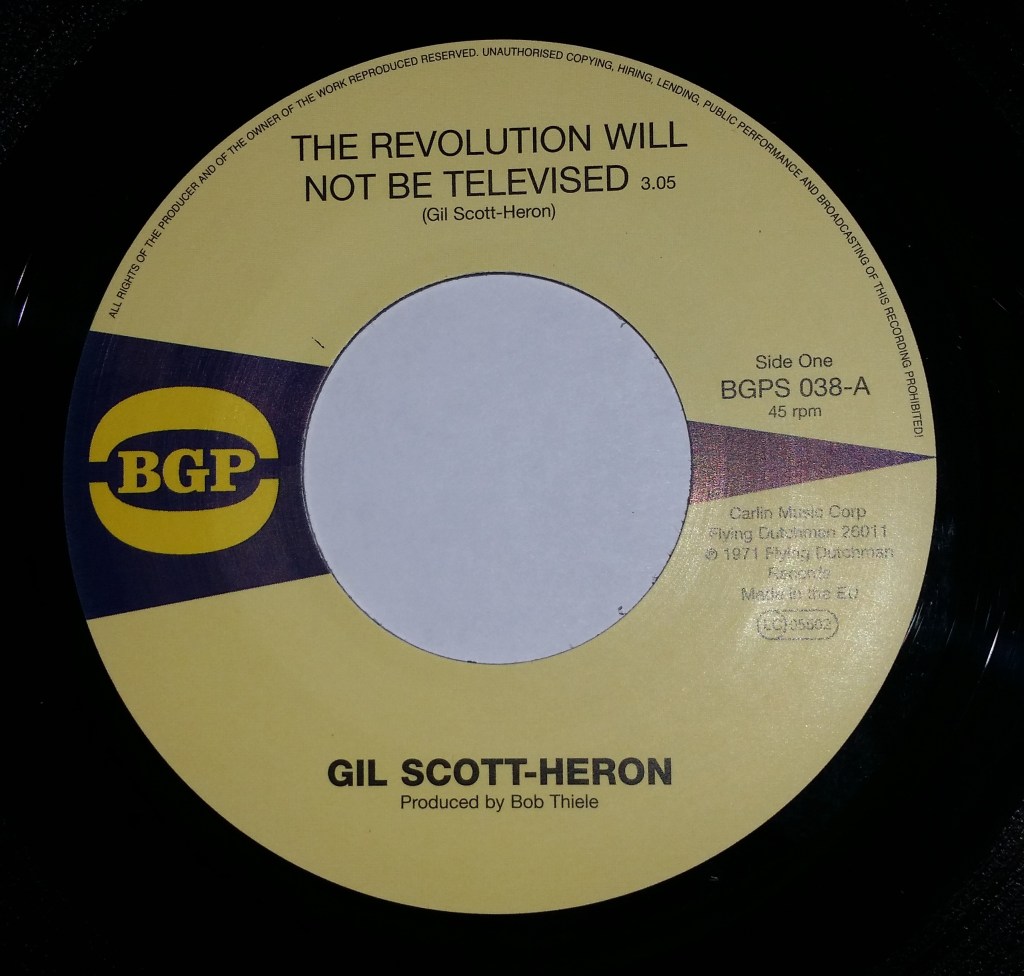 ALL RIGHTS OF THE PRODUCER AND OF THE OWNER OF THE WORK REPRODUCED RESERVED. UNAUTHORISED COPYING, HIRING, LENDING, PUBLIC PERFORMANCE AND BROADCASTING OF THIS RECORDING PROHIBITED!
THE REVOLUTION WILL
NOT BE TELEVISED 3.05
(Gil Scott-Heron)
Side One
BGPS 038-A
45 rpm
BGP
Carlin Music Corp
Flying Dutchman 26011
℗ 1971 Flying Dutchman
Records
Made in the EU
LC 05602
GIL SCOTT-HERON
Produced by Bob Thiele